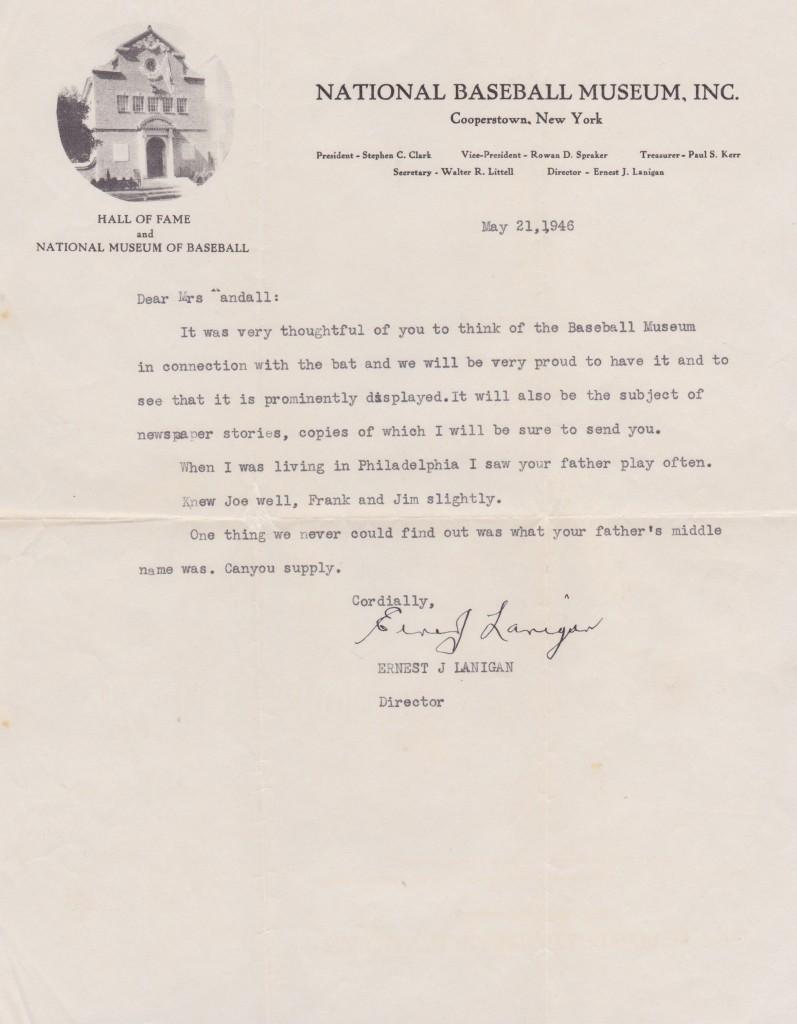 NATIONAL BASEBALL MUSEUM, INC.
Cooperstown, New York
President - Stephen C. Clark Vice-President - Rowan D. Spraker Treasurer - Paul S. Kerr
Secretary - Walter R. Littell Director - Ernest J. Lanigan
HALL OF FAME
and
NATIONAL MUSEUM OF BASEBALL
May 21,1946
Dear Mrs
It was very thoughtful of you to think of the Baseball Museum
in connection with the bat and we will be very proud to have it and to
see that it is prominently displayed.It will also be the subject of
newspaper stories, copies of which I will be sure to send you.
When I was living in Philadelphia I saw your father play often.
Knew Joe well, Frank and Jim slightly.
One thing we never could find out was what your father's middle
name was. Canyou supply.
Cordially,
Ernest J Lanigan
ERNEST J LANIGAN
Director